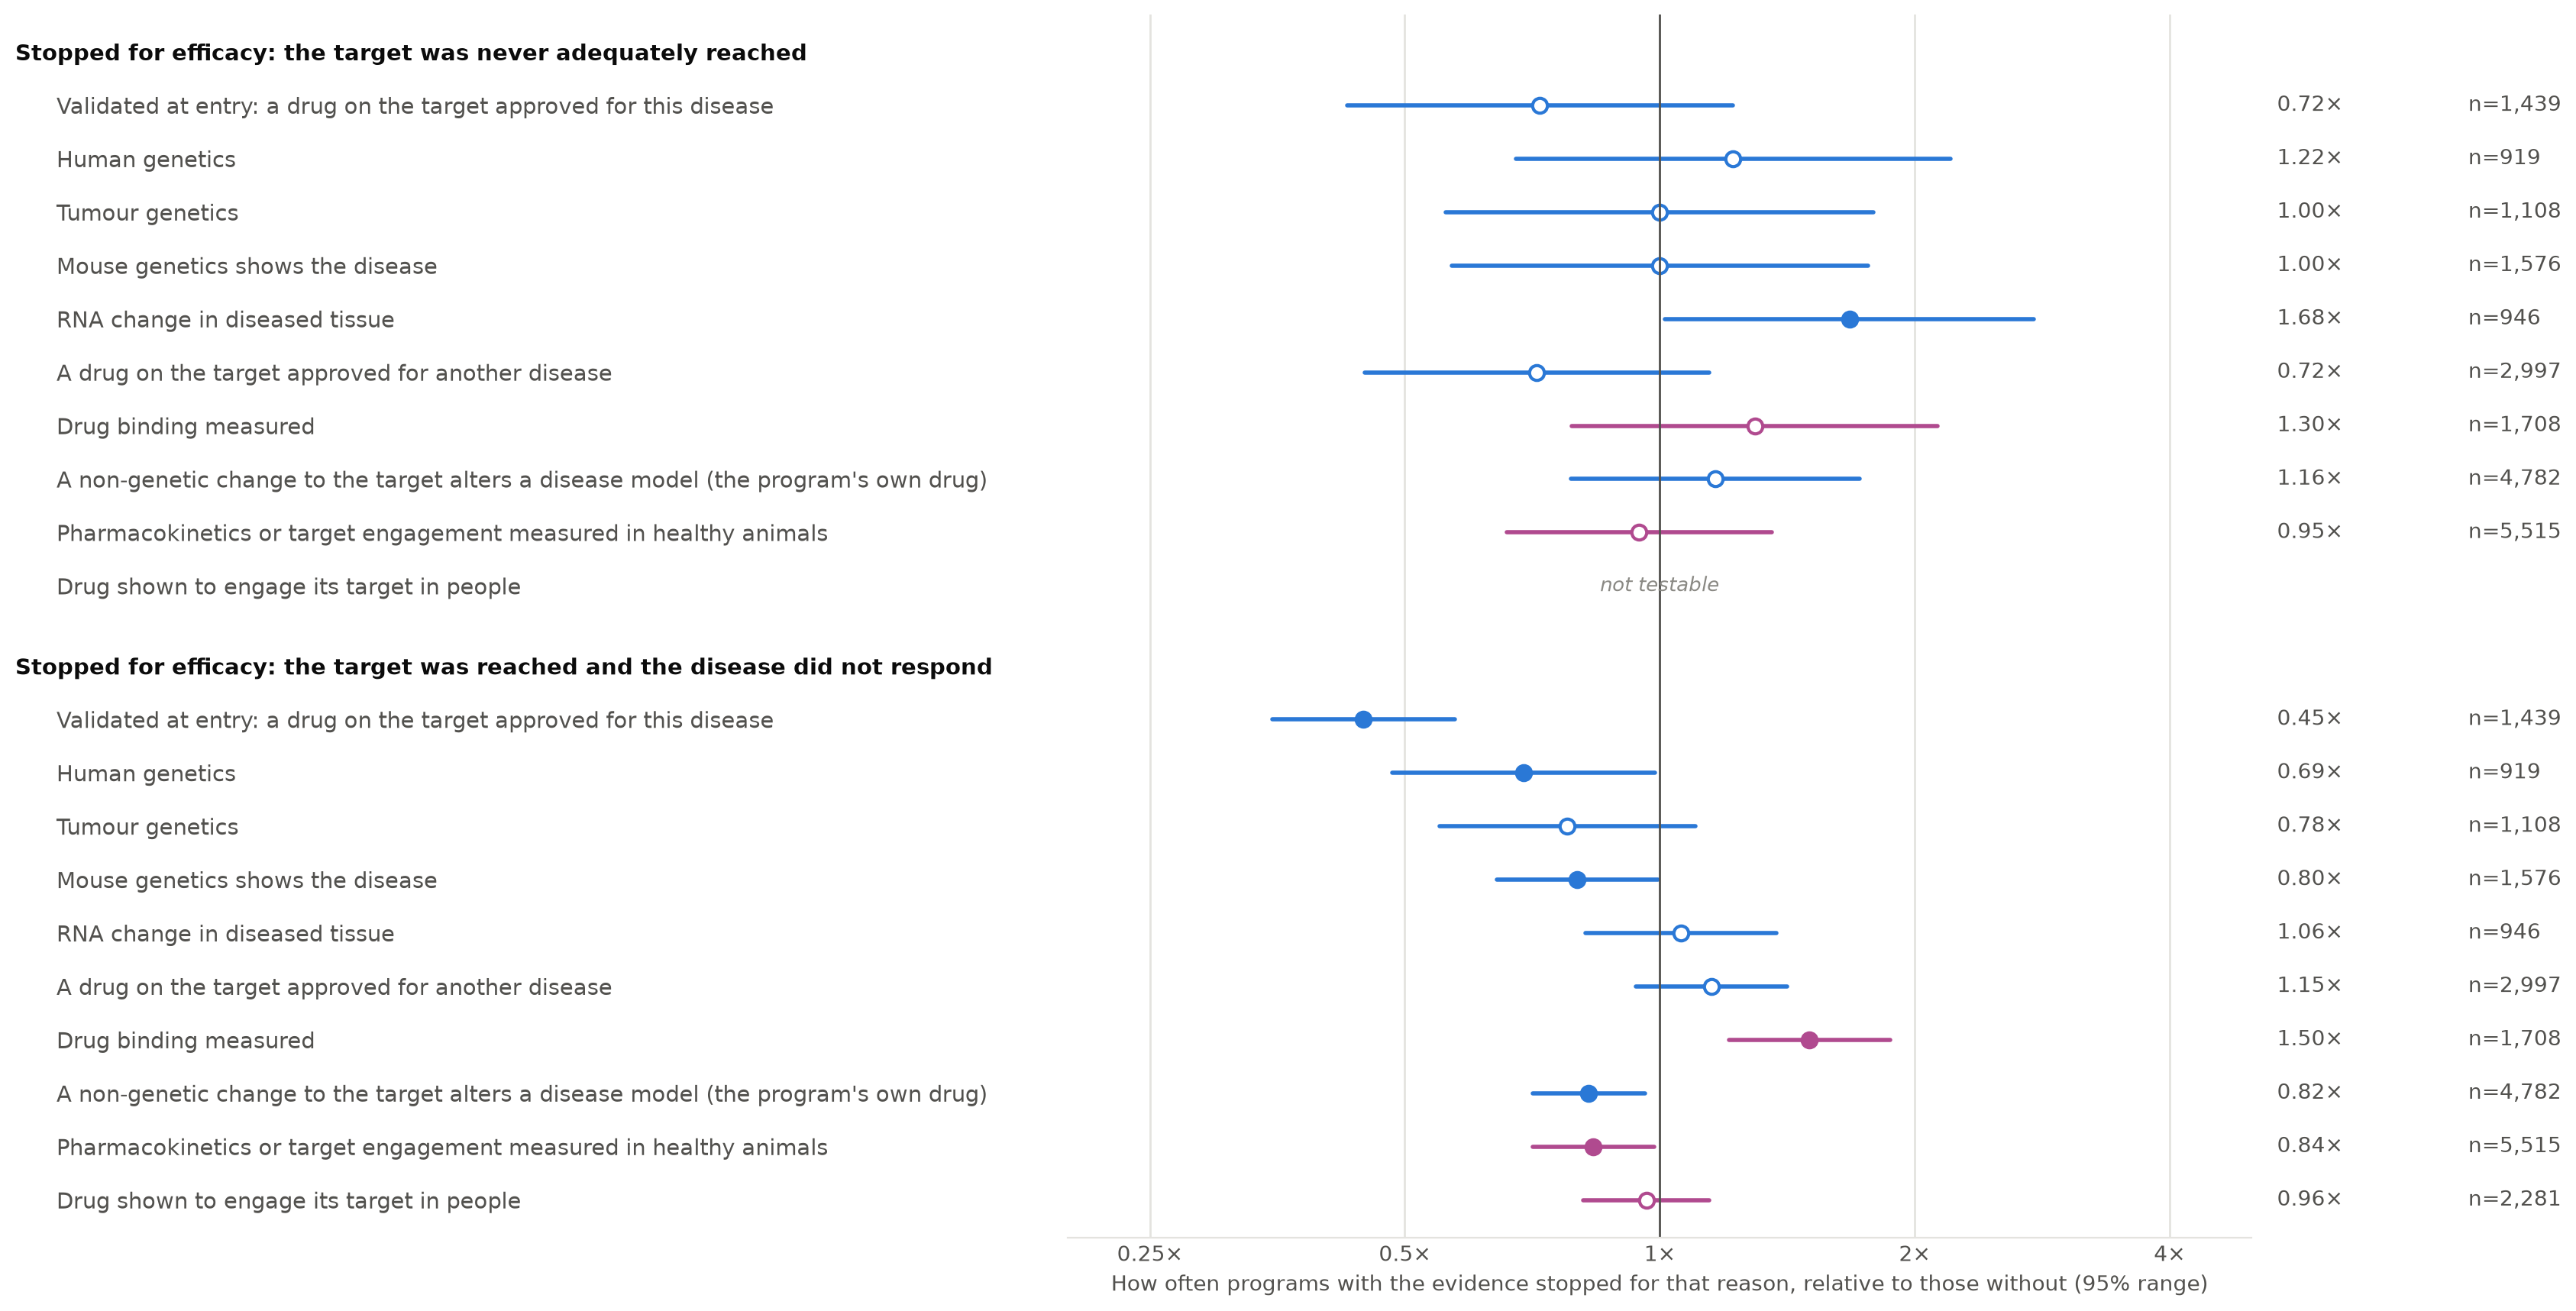 Stopped for efficacy: the target was never adequately reached
Validated at entry: a drug on the target approved for this disease 0.72× n=1,439
Human genetics 1.22× n=919
Tumour genetics 1.00× n=1,108
Mouse genetics shows the disease 1.00× n=1,576
RNA change in diseased tissue 1.68× n=946
A drug on the target approved for another disease 0.72× n=2,997
Drug binding measured 1.30× n=1,708
A non-genetic change to the target alters a disease model (the program's own drug) 1.16× n=4,782
Pharmacokinetics or target engagement measured in healthy animals 0.95× n=5,515
Drug shown to engage its target in people not testable
Stopped for efficacy: the target was reached and the disease did not respond
Validated at entry: a drug on the target approved for this disease 0.45× n=1,439
Human genetics 0.69× n=919
Tumour genetics 0.78× n=1,108
Mouse genetics shows the disease 0.80× n=1,576
RNA change in diseased tissue 1.06× n=946
A drug on the target approved for another disease 1.15× n=2,997
Drug binding measured 1.50× n=1,708
A non-genetic change to the target alters a disease model (the program's own drug) 0.82× n=4,782
Pharmacokinetics or target engagement measured in healthy animals 0.84× n=5,515
Drug shown to engage its target in people 0.96× n=2,281
0.25× 0.5× 1× 2× 4×
How often programs with the evidence stopped for that reason, relative to those without (95% range)